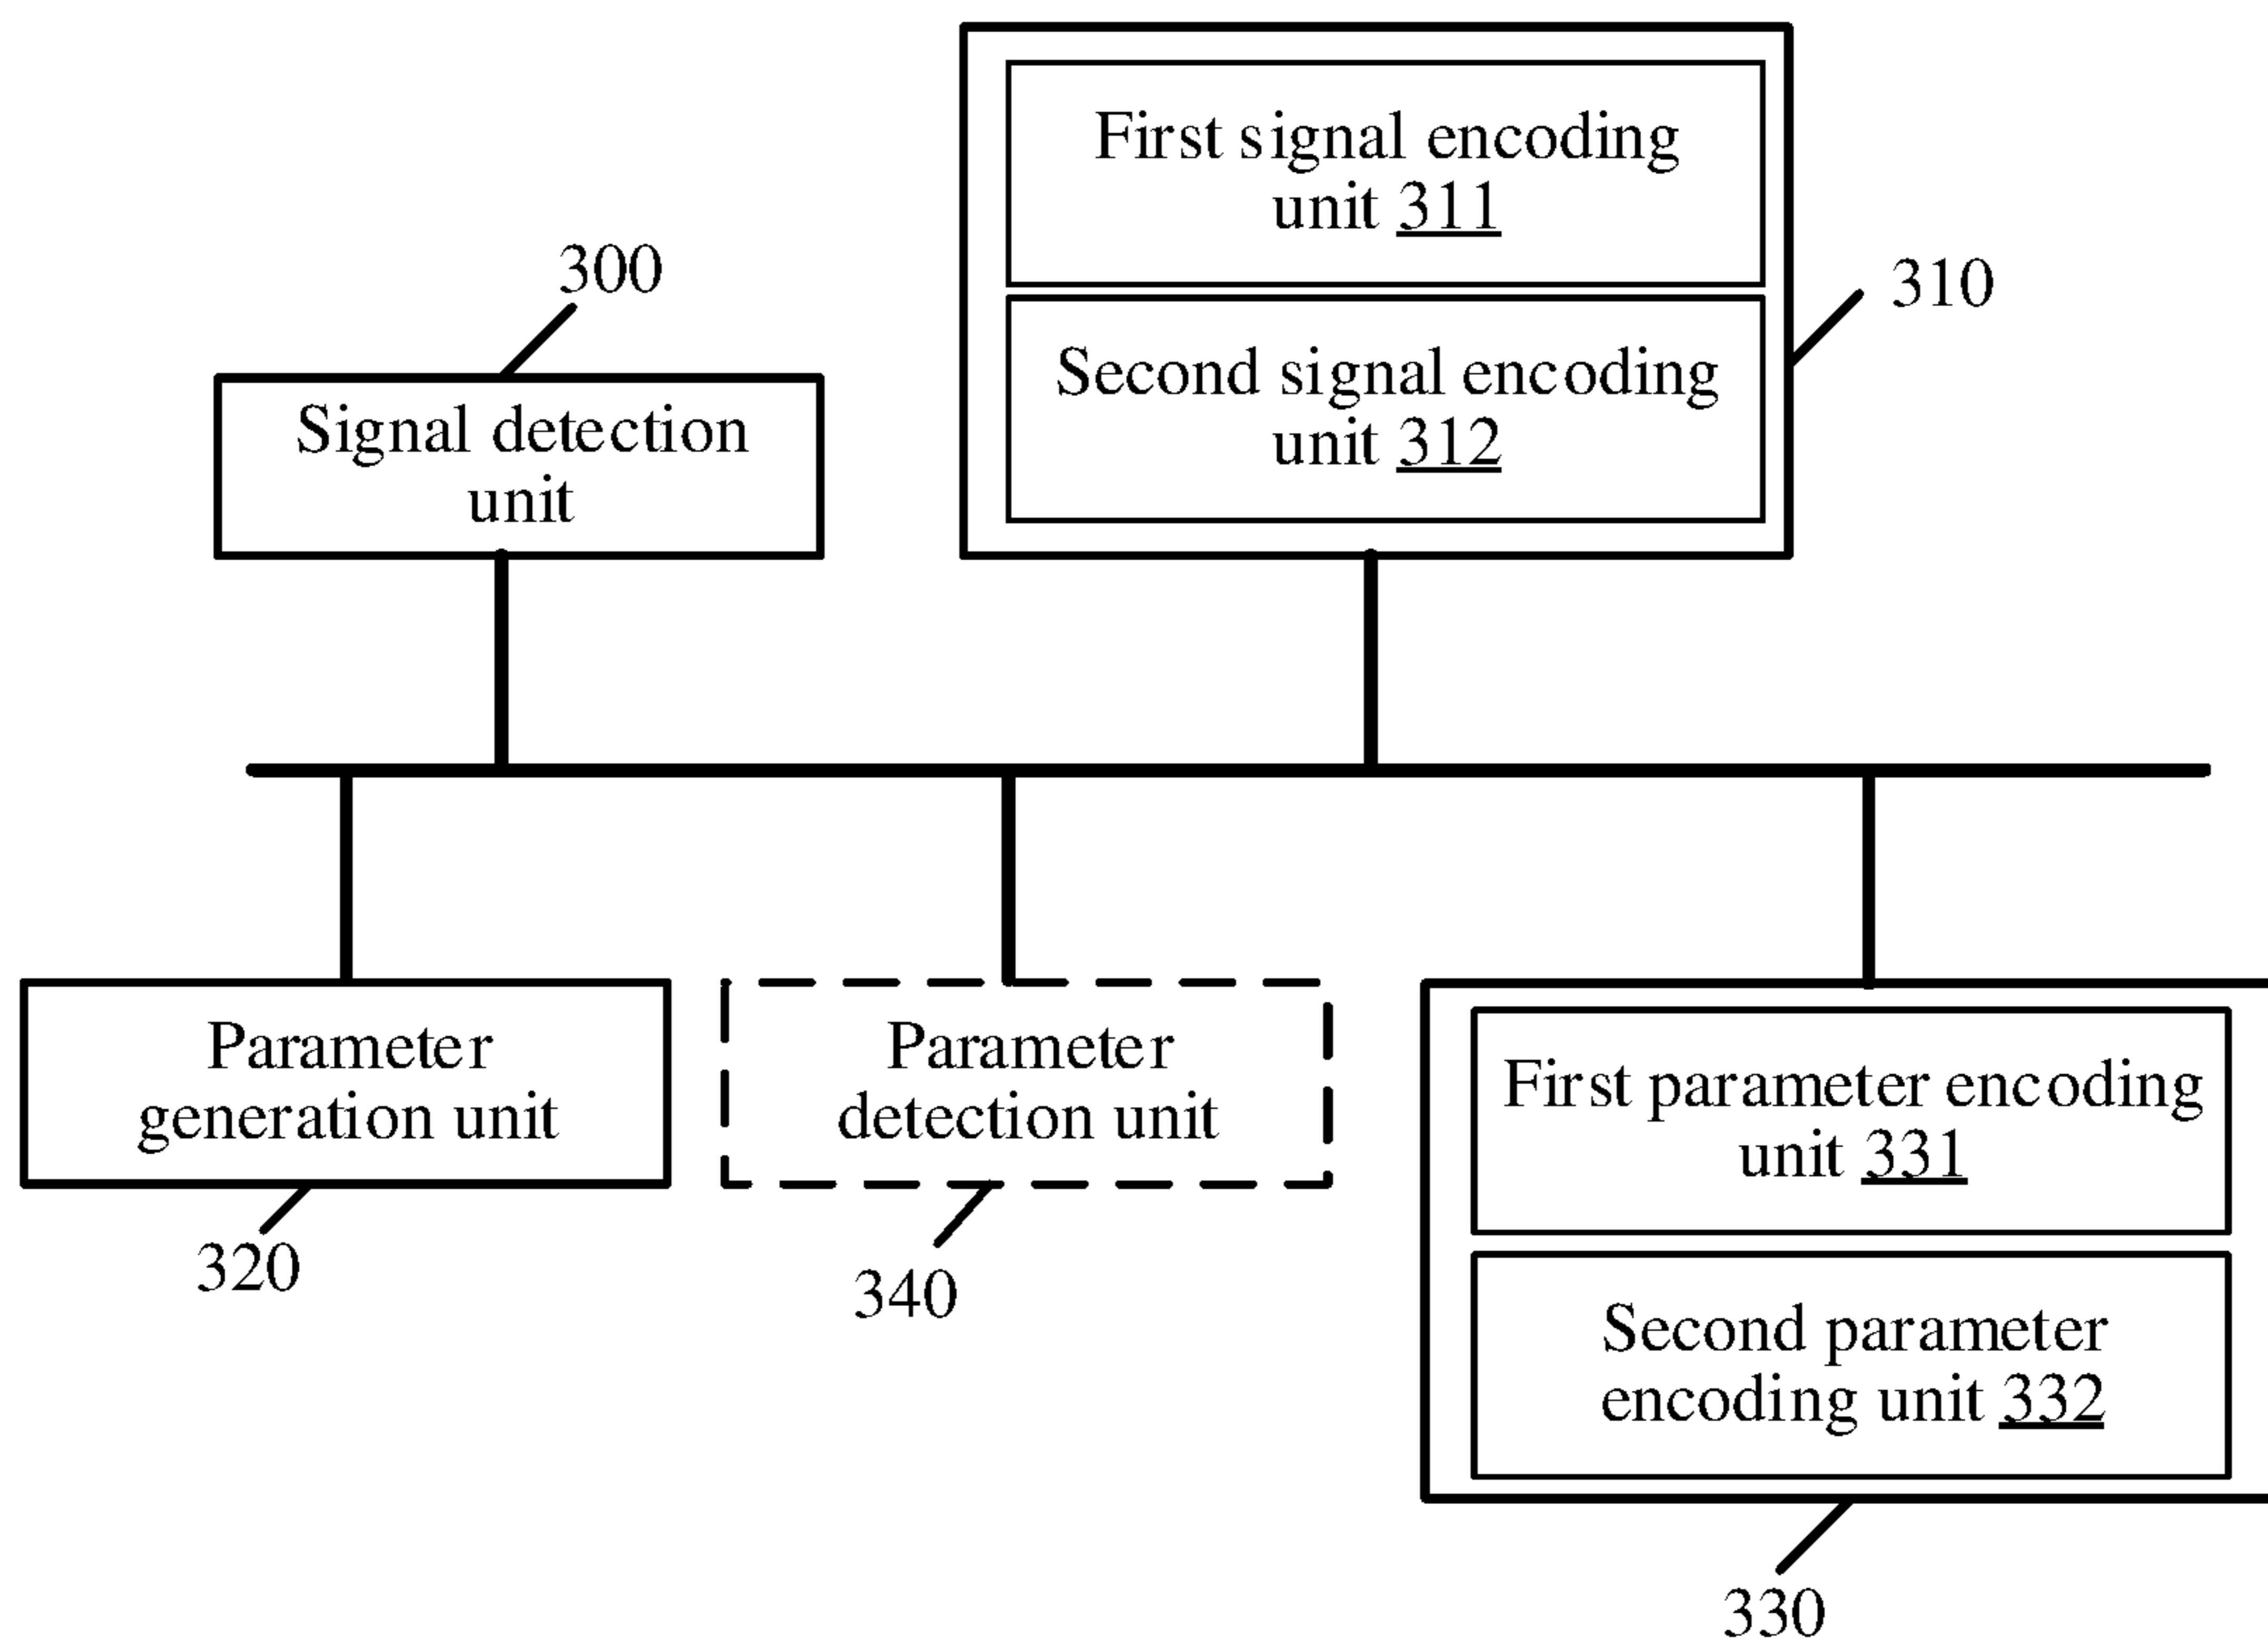 First signal encoding
unit 311
300
310
Second signal encoding
unit 312
Signal detection
unit
Parameter
generation unit
Parameter
detection unit
First parameter encoding
unit 331
320
340
Second parameter
encoding unit 332
330